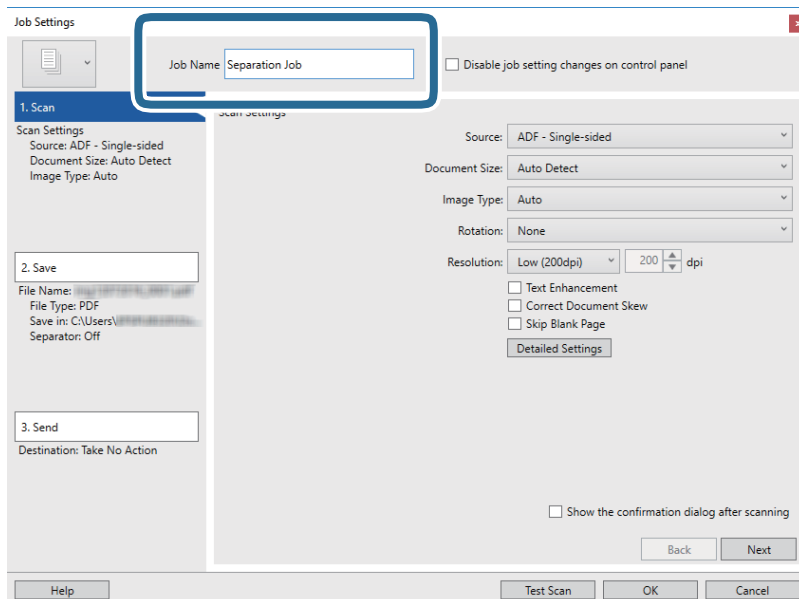 Job Settings
Job Name Separation Job
Disable job setting changes on control panel
1. Scan
Scan Settings
Source: ADF - Single-sided
Document Size: Auto Detect
Image Type: Auto
2. Save
File Name:
File Type: PDF
Save in: C:\Users\
Separator: Off
3. Send
Destination: Take No Action
Scan Settings
Source: ADF - Single-sided
Document Size: Auto Detect
Image Type: Auto
Rotation: None
Resolution: Low (200dpi) 200 dpi
Text Enhancement
Correct Document Skew
Skip Blank Page
Detailed Settings
Show the confirmation dialog after scanning
Back Next
Help Test Scan OK Cancel